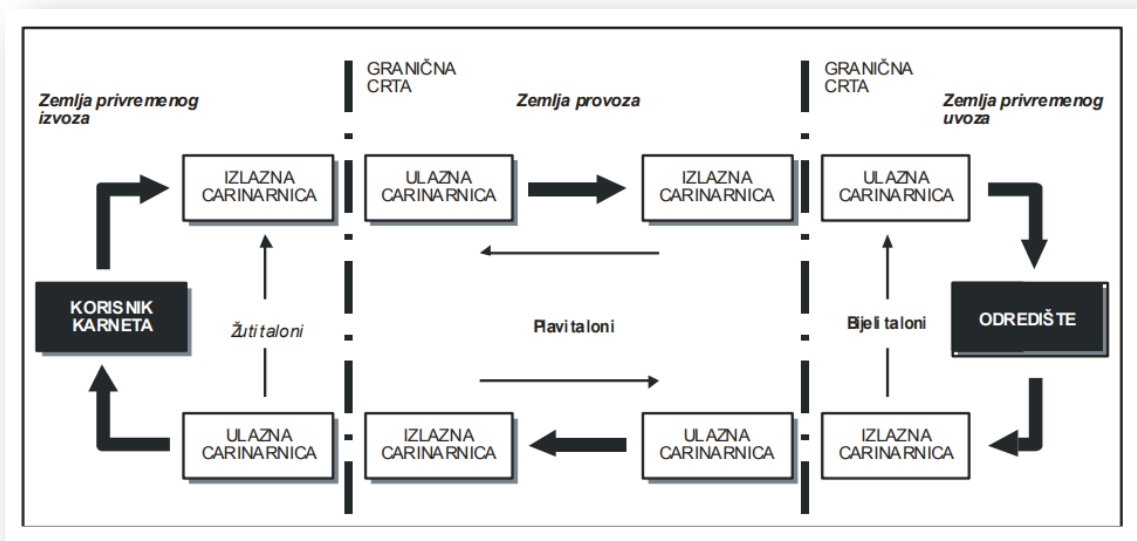 GRANIČNA
CRTA
GRANIČNA
CRTA
Zemlja privremenog
izvoza
Zemlja provoza
Zemlja privremenog
uvoza
IZLAZNA
CARINARNICA
ULAZNA
CARINARNICA
IZLAZNA
CARINARNICA
ULAZNA
CARINARNICA
KORISNIK
KARNETA
Žuti taloni
Plavi taloni
Bijeli taloni
ODREDIŠTE
ULAZNA
CARINARNICA
IZLAZNA
CARINARNICA
ULAZNA
CARINARNICA
IZLAZNA
CARINARNICA